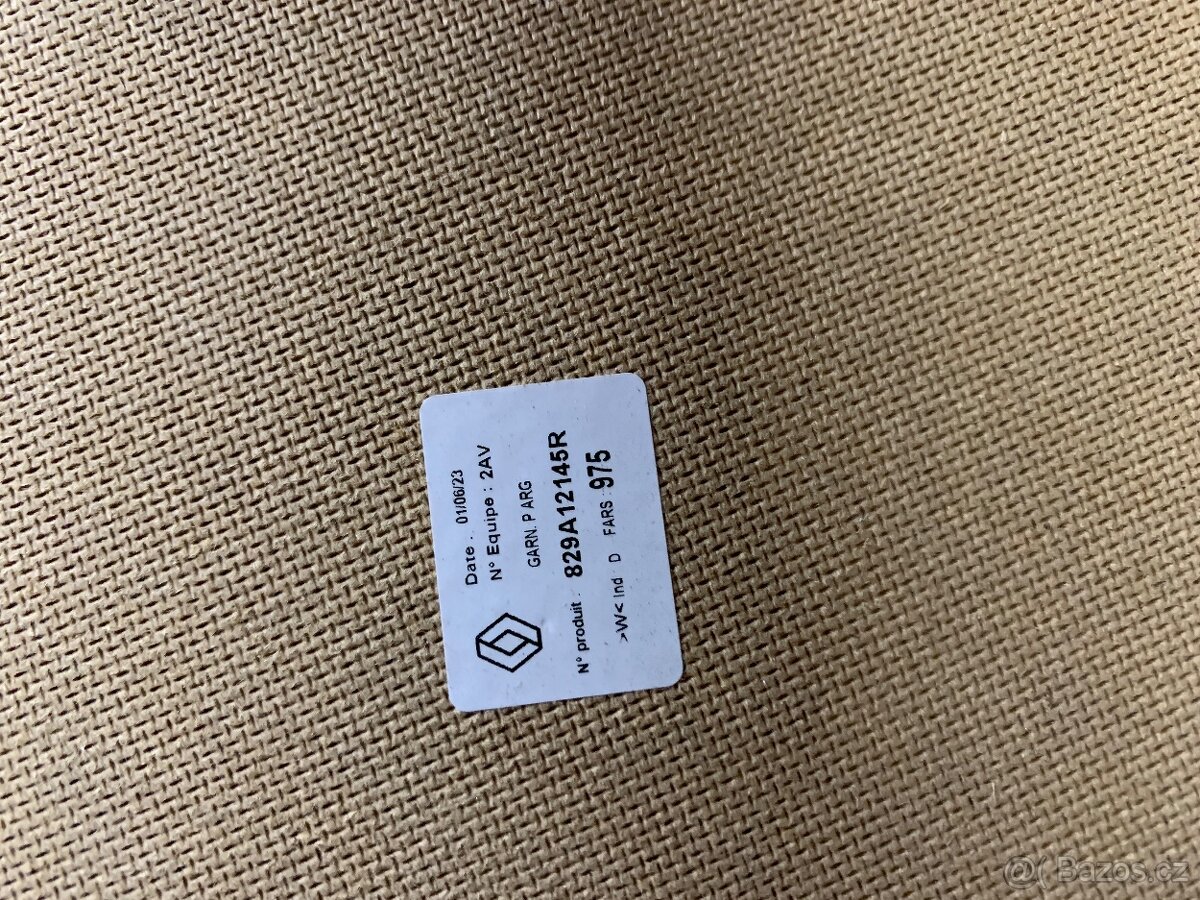 Date : 01/06/23
N° Equipe : 2AV
GARN. P ARG
N° produit : 829A12145R
>W< Ind D FARS : 975
@( Bazos.cz